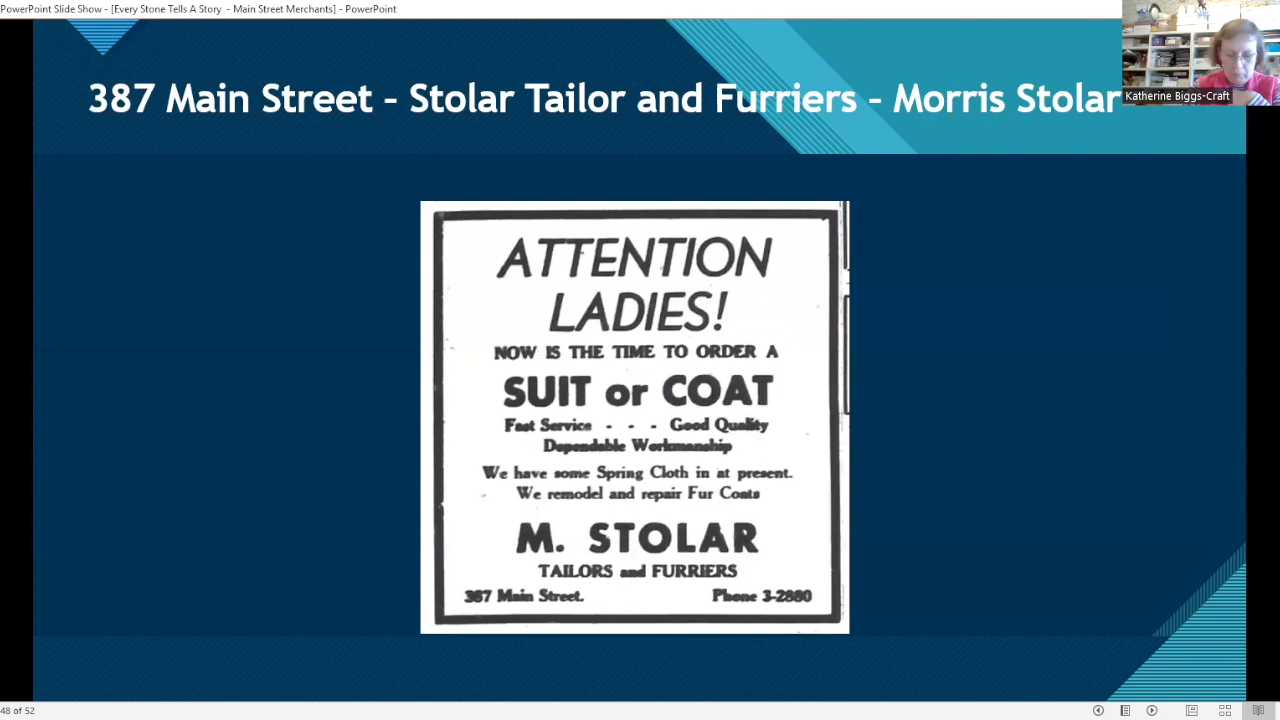 PowerPoint Slide Show - [Every Stone Tells A Story - Main Street Merchants] - PowerPoint
387 Main Street – Stolar Tailor and Furriers – Morris Stolar
Katherine Biggs-Craft
ATTENTION
LADIES!
NOW IS THE TIME TO ORDER A
SUIT or COAT
Fast Service - - - Good Quality
Dependable Workmanship
We have some Spring Cloth in at present.
We remodel and repair Fur Coats
M. STOLAR
TAILORS and FURRIERS
387 Main Street. Phone 3-2880
48 of 52